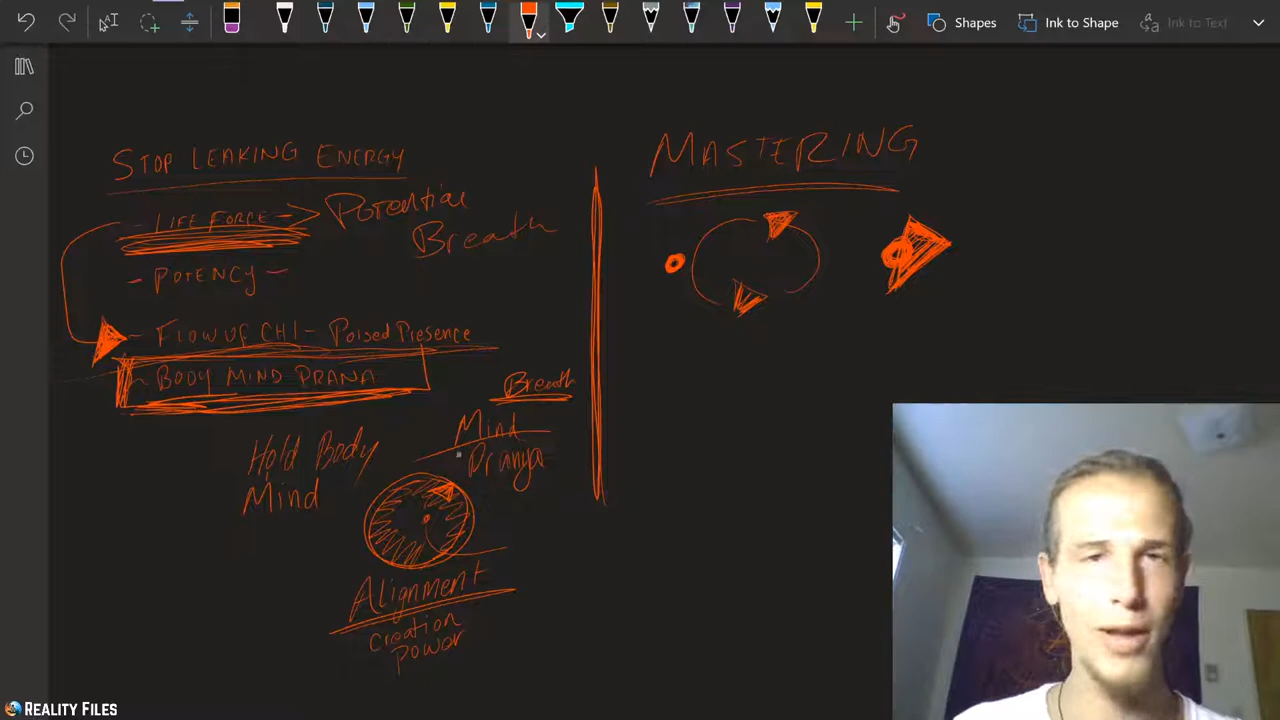 Shapes
Ink to Shape
Ink to Text
STOP LEAKING ENERGY
- LIFE FORCE -> Potential
Breath
- POTENCY -
- FLOW OF CHI - Poised Presence
- BODY MIND PRANA
Breath
Mind
Pranya
Hold Body
Mind
Alignment
creation
power
MASTERING
REALITY FILES